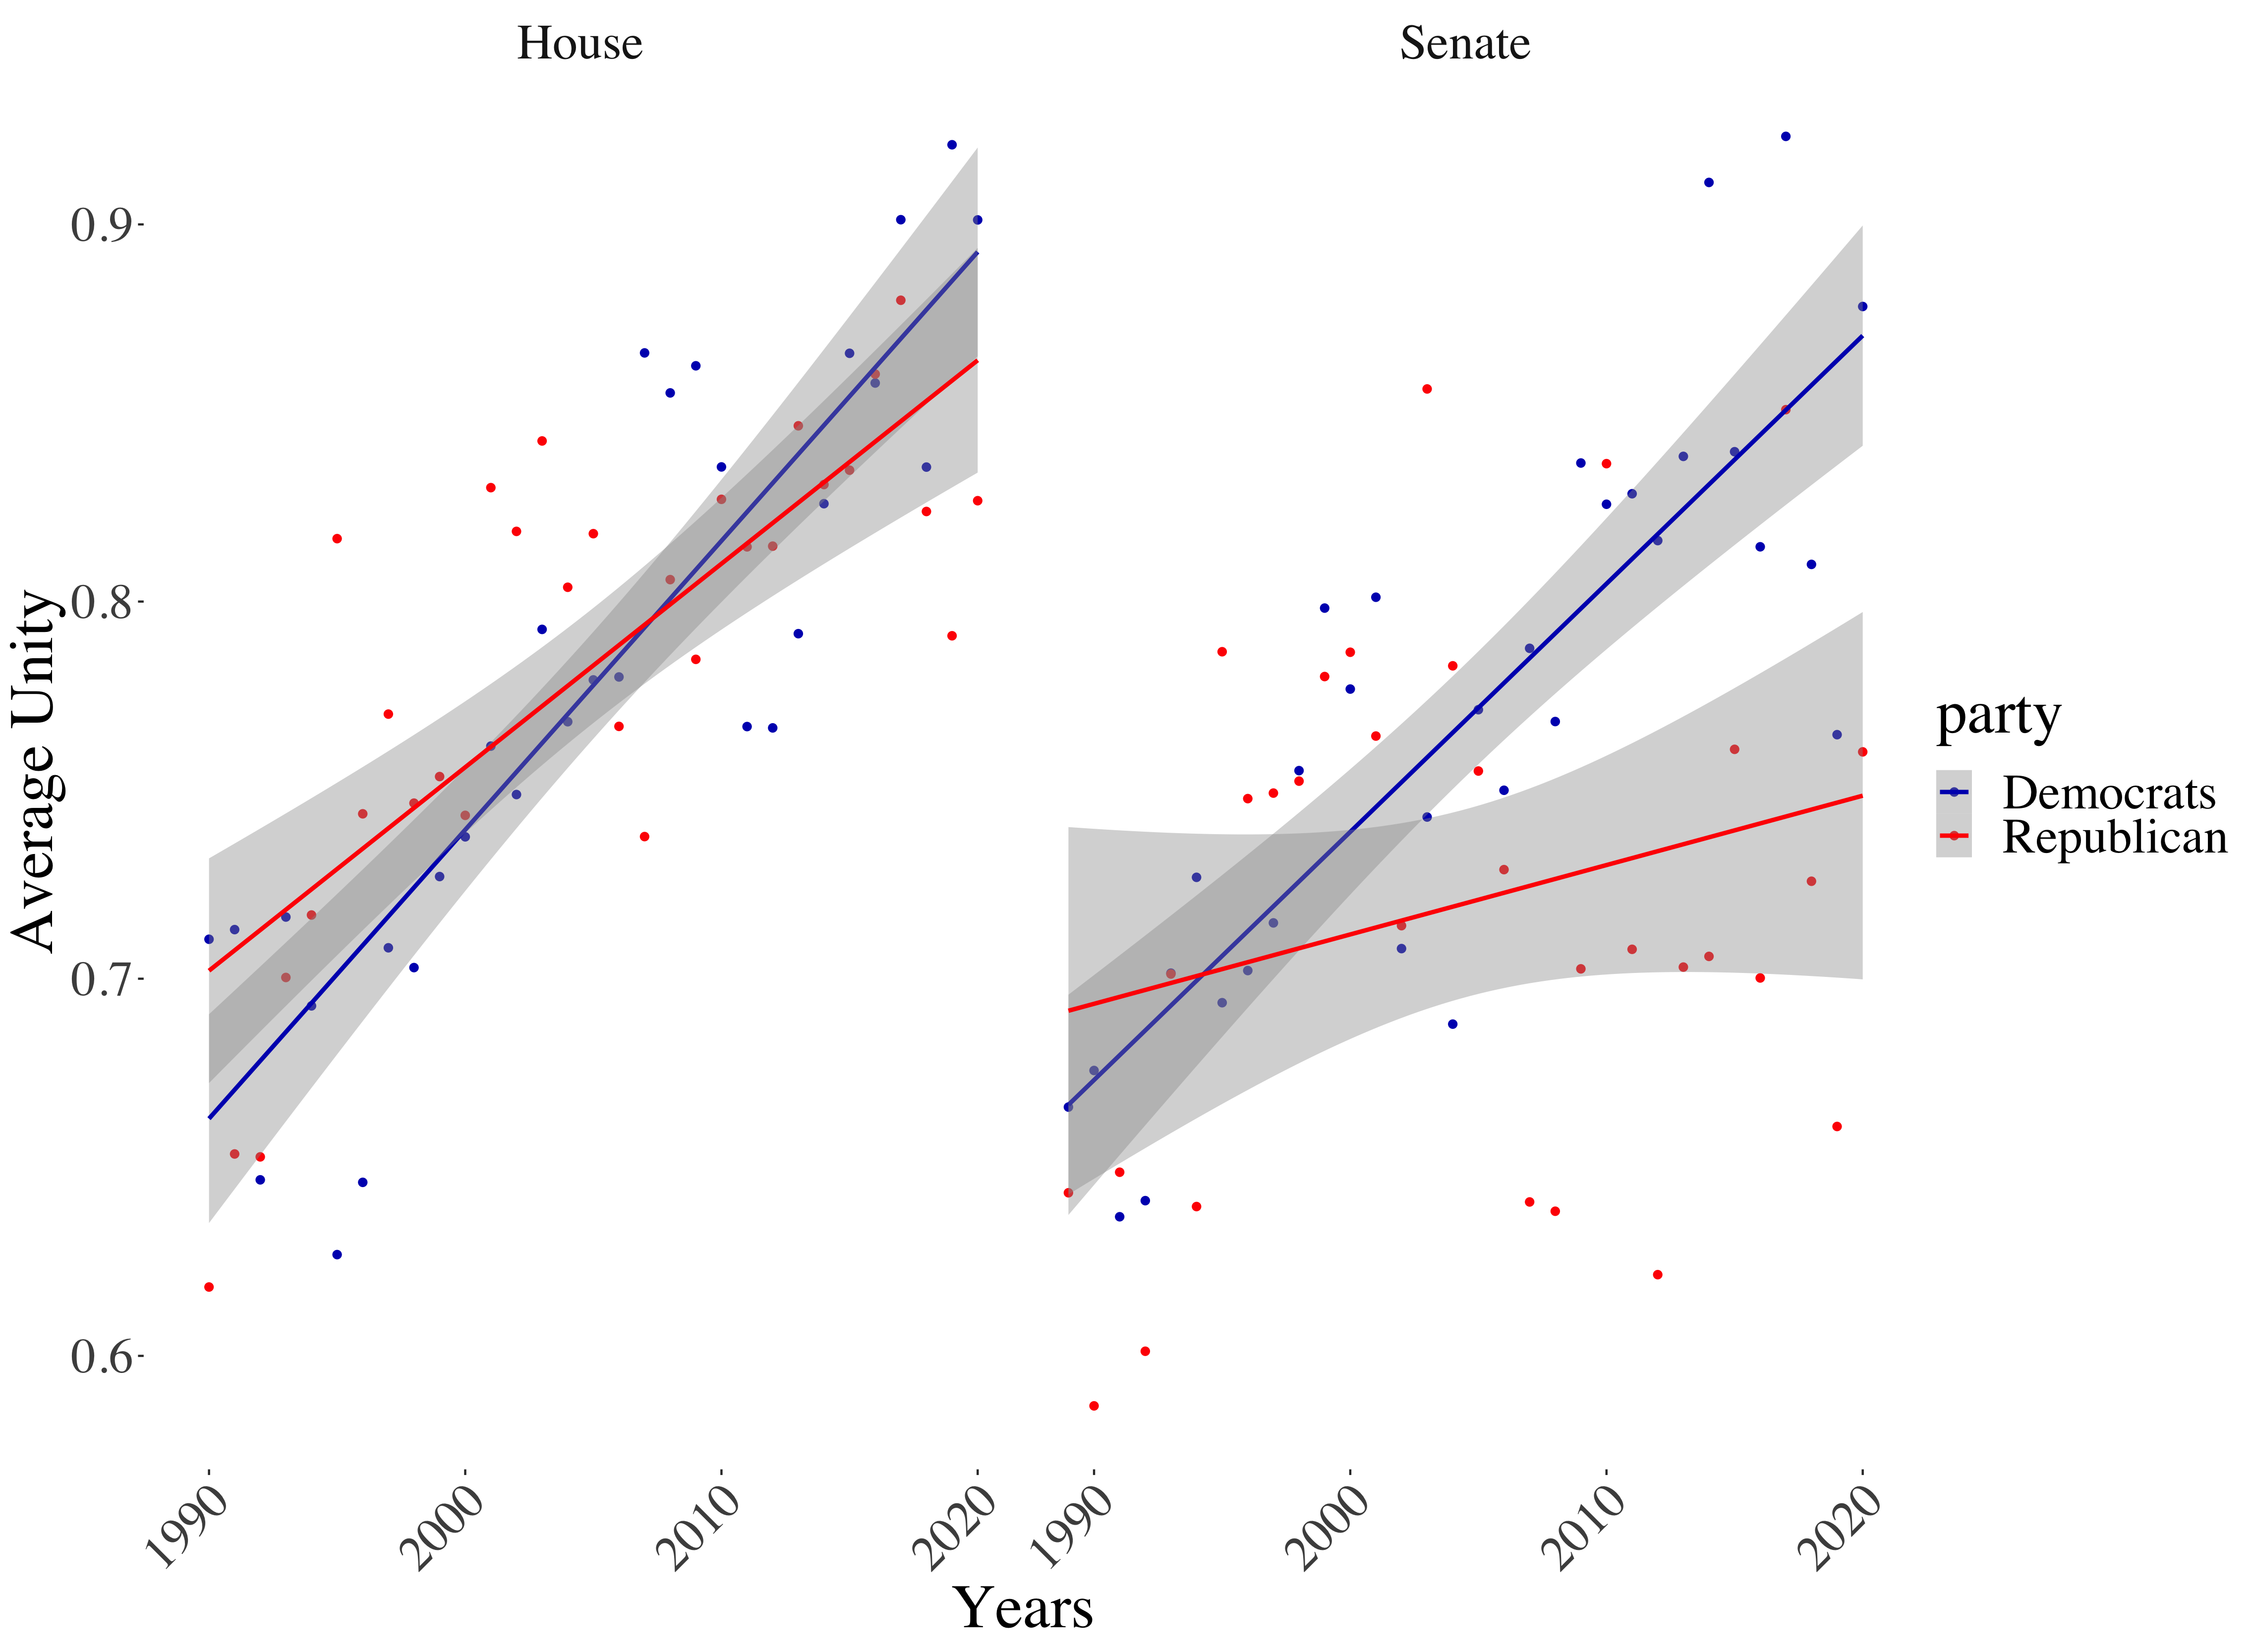 House
Senate
0.9
0.8
0.7
0.6
Average Unity
1990
2000
2010
2020
1990
2000
2010
2020
Years
party
Democrats
Republican